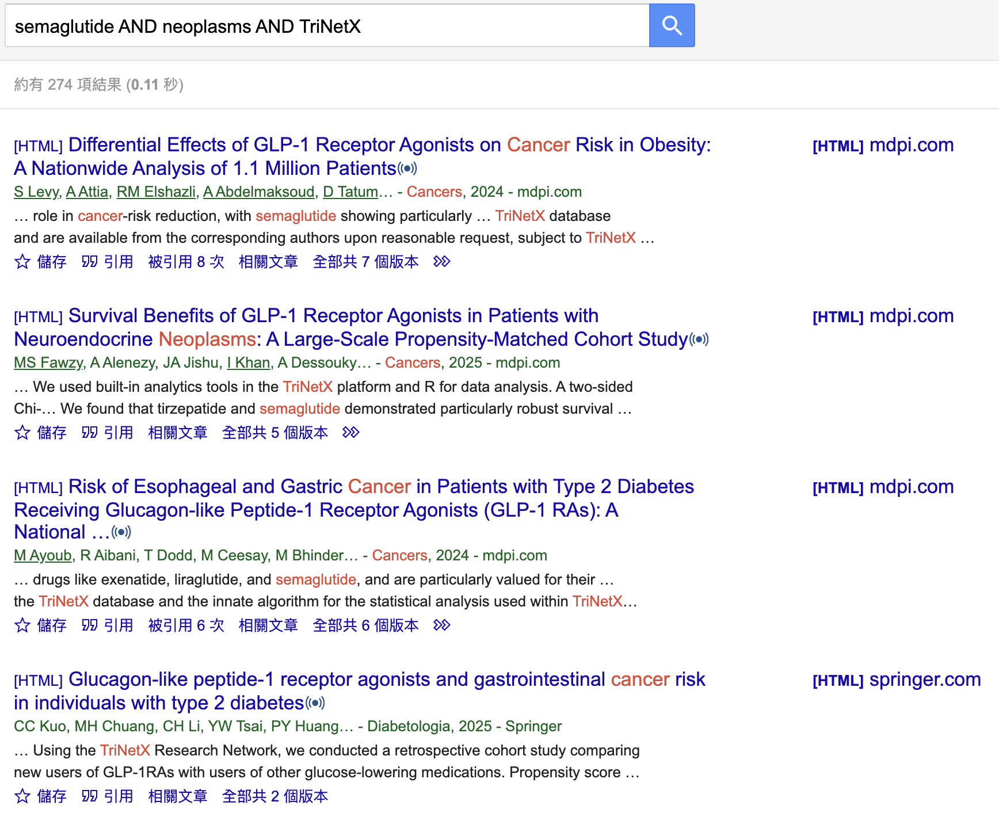 semaglutide AND neoplasms AND TriNetX
約有 274 項結果 (0.11 秒)
[HTML] Differential Effects of GLP-1 Receptor Agonists on Cancer Risk in Obesity:
A Nationwide Analysis of 1.1 Million Patients
[HTML] mdpi.com
S Levy, A Attia, RM Elshazli, A Abdelmaksoud, D Tatum… - Cancers, 2024 - mdpi.com
… role in cancer-risk reduction, with semaglutide showing particularly … TriNetX database
and are available from the corresponding authors upon reasonable request, subject to TriNetX …
儲存 引用 被引用 8 次 相關文章 全部共 7 個版本
[HTML] Survival Benefits of GLP-1 Receptor Agonists in Patients with
Neuroendocrine Neoplasms: A Large-Scale Propensity-Matched Cohort Study
[HTML] mdpi.com
MS Fawzy, A Alenezy, JA Jishu, I Khan, A Dessouky… - Cancers, 2025 - mdpi.com
… We used built-in analytics tools in the TriNetX platform and R for data analysis. A two-sided
Chi-… We found that tirzepatide and semaglutide demonstrated particularly robust survival …
儲存 引用 相關文章 全部共 5 個版本
[HTML] Risk of Esophageal and Gastric Cancer in Patients with Type 2 Diabetes
Receiving Glucagon-like Peptide-1 Receptor Agonists (GLP-1 RAs): A
National …
[HTML] mdpi.com
M Ayoub, R Aibani, T Dodd, M Ceesay, M Bhinder… - Cancers, 2024 - mdpi.com
… drugs like exenatide, liraglutide, and semaglutide, and are particularly valued for their …
the TriNetX database and the innate algorithm for the statistical analysis used within TriNetX…
儲存 引用 被引用 6 次 相關文章 全部共 6 個版本
[HTML] Glucagon-like peptide-1 receptor agonists and gastrointestinal cancer risk
in individuals with type 2 diabetes
[HTML] springer.com
CC Kuo, MH Chuang, CH Li, YW Tsai, PY Huang… - Diabetologia, 2025 - Springer
… Using the TriNetX Research Network, we conducted a retrospective cohort study comparing
new users of GLP-1RAs with users of other glucose-lowering medications. Propensity score …
儲存 引用 相關文章 全部共 2 個版本